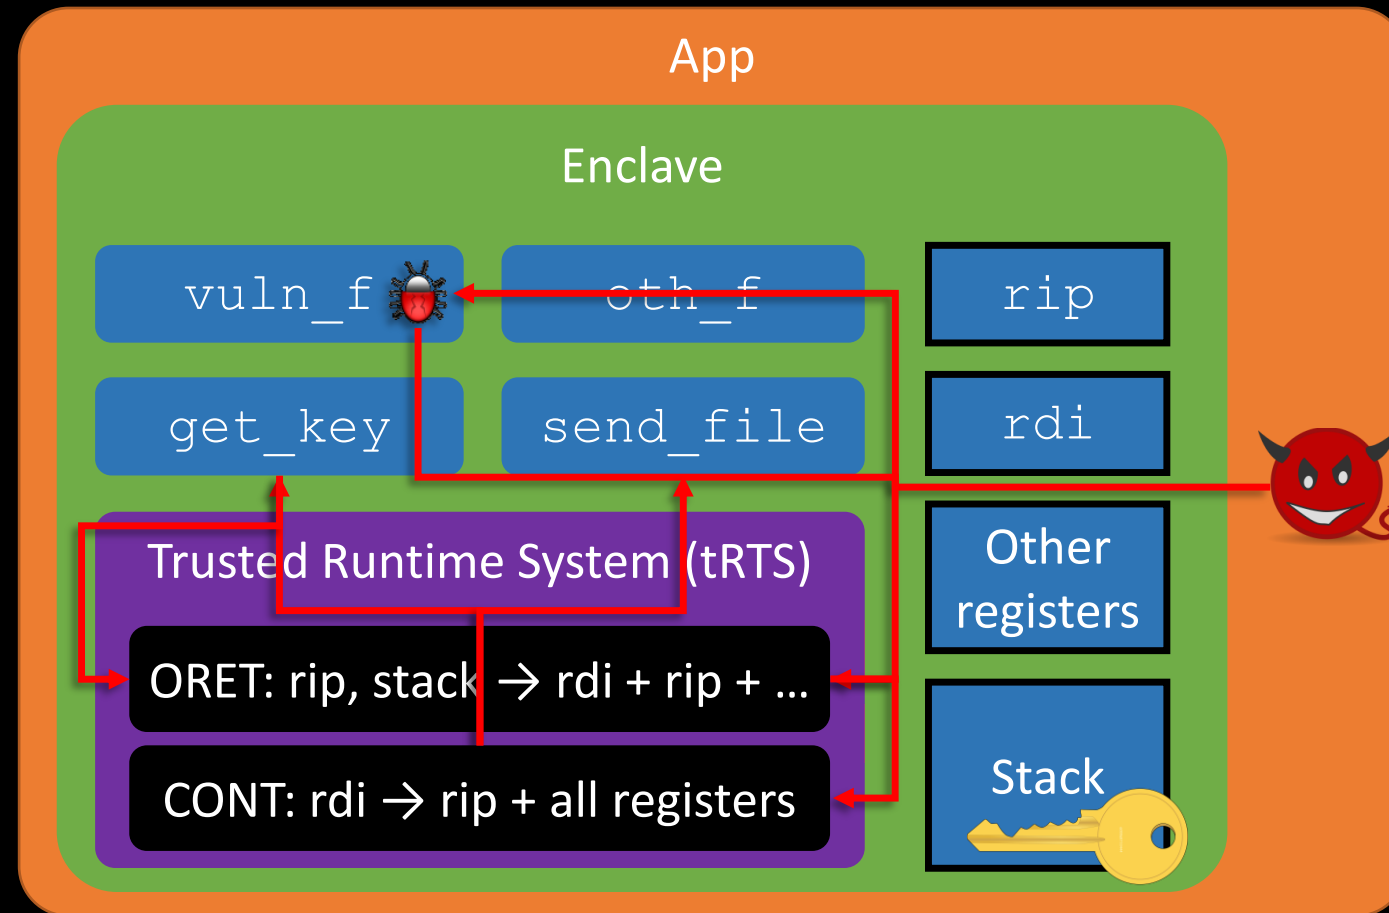 App
Enclave
vuln_f
oth_f
rip
get_key
send_file
rdi
Trusted Runtime System (tRTS)
Other
registers
ORET: rip, stack → rdi + rip + …
CONT: rdi → rip + all registers
Stack